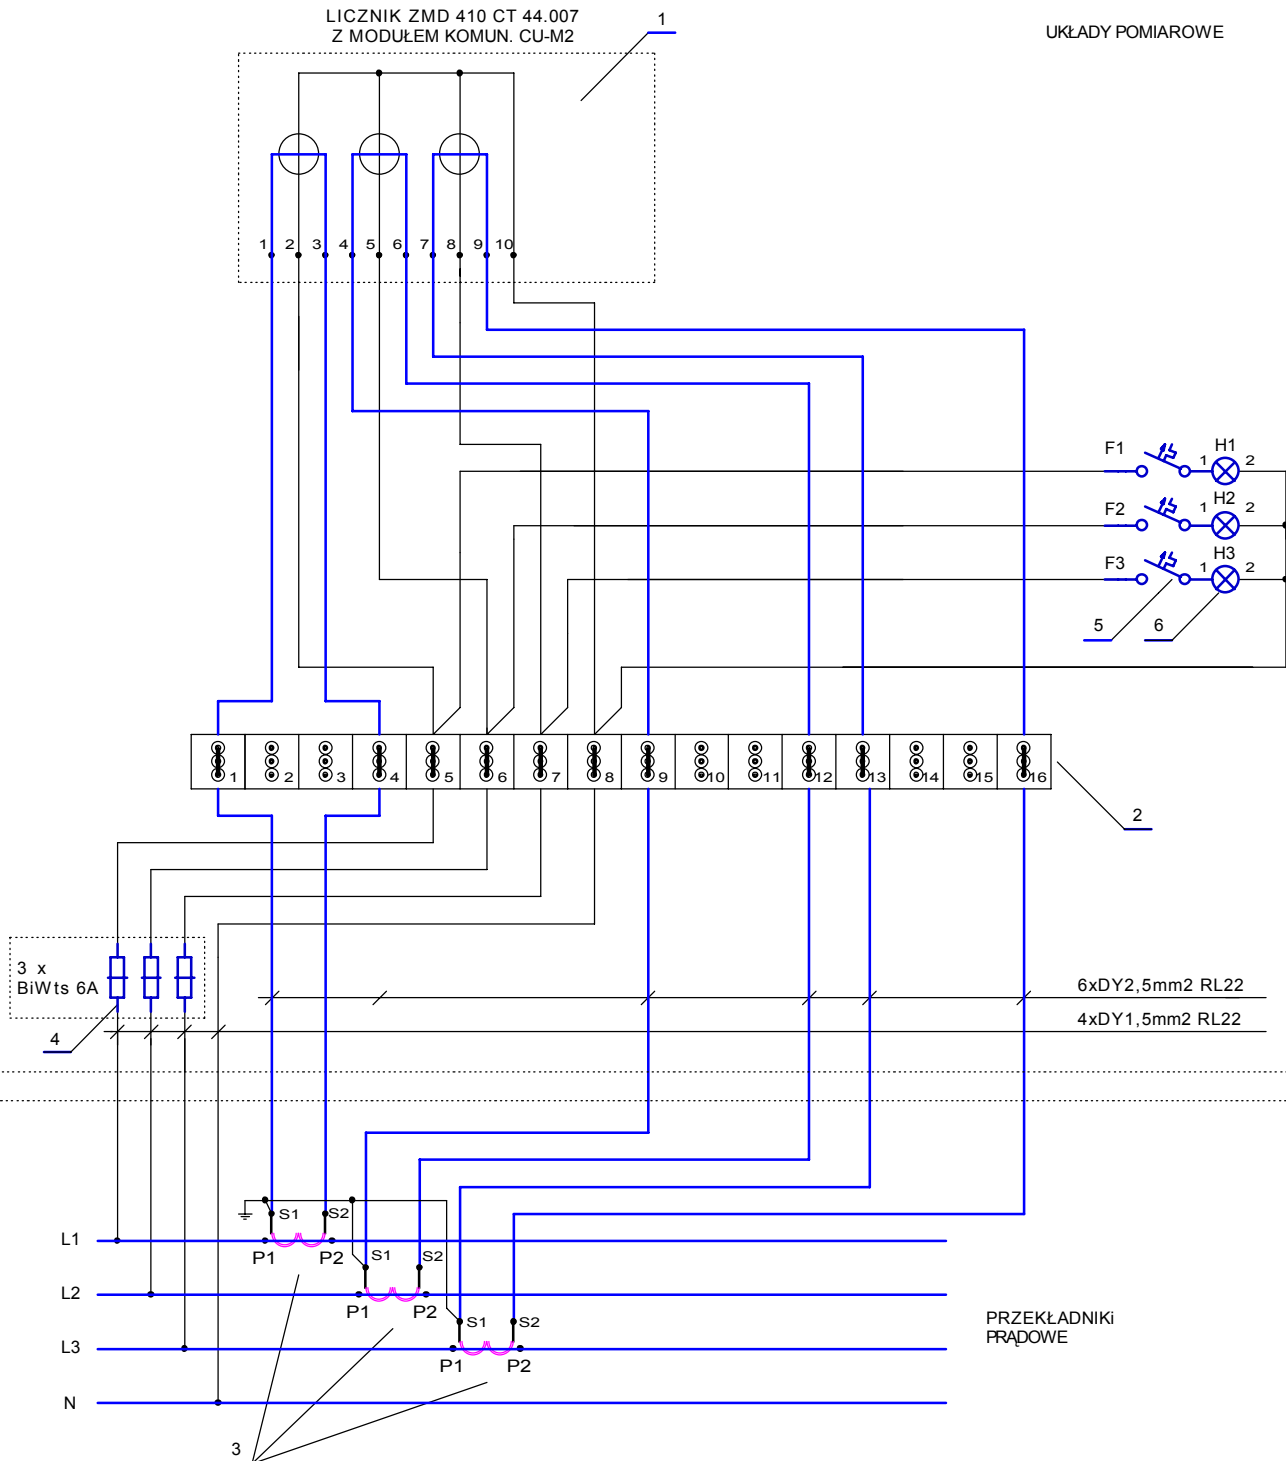 LICZNIK ZMD 410 CT 44.007
Z MODUŁEM KOMUN. CU-M2
1
UKŁADY POMIAROWE
1 2 3 4 5 6 7 8 9 10
F1 1 H1 2
F2 1 H2 2
F3 1 H3 2
5 6
1 2 3 4 5 6 7 8 9 10 11 12 13 14 15 16
2
3 x
BiWts 6A
4
6xDY2,5mm2 RL22
4xDY1,5mm2 RL22
S1 S2
L1
P1 P2
S1 S2
L2
P1 P2
S1 S2
L3
P1 P2
PRZEKŁADNIKi
PRĄDOWE
N
3